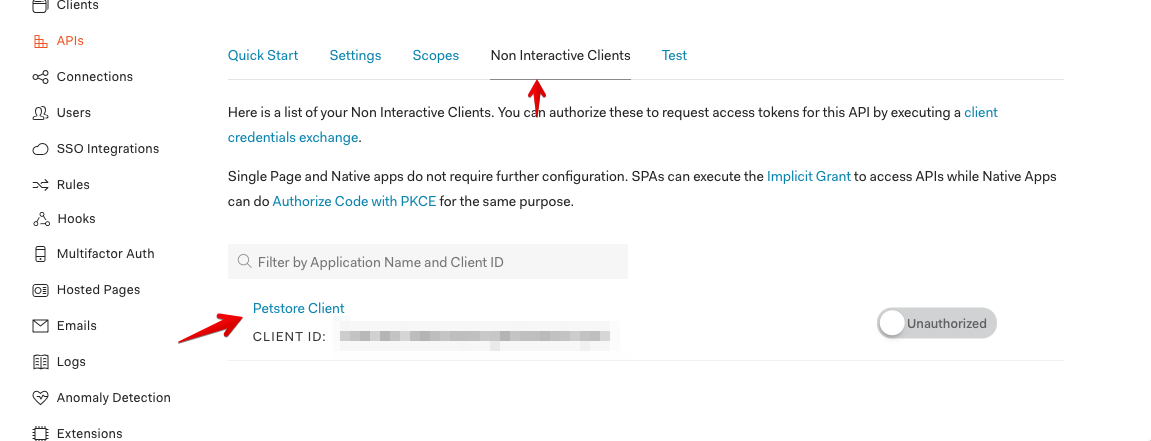 Clients
APIs
Connections
Users
SSO Integrations
Rules
Hooks
Multifactor Auth
Hosted Pages
Emails
Logs
Anomaly Detection
Extensions
Quick Start Settings Scopes Non Interactive Clients Test
Here is a list of your Non Interactive Clients. You can authorize these to request access tokens for this API by executing a client
credentials exchange.
Single Page and Native apps do not require further configuration. SPAs can execute the Implicit Grant to access APIs while Native Apps
can do Authorize Code with PKCE for the same purpose.
Filter by Application Name and Client ID
Petstore Client
CLIENT ID:
Unauthorized